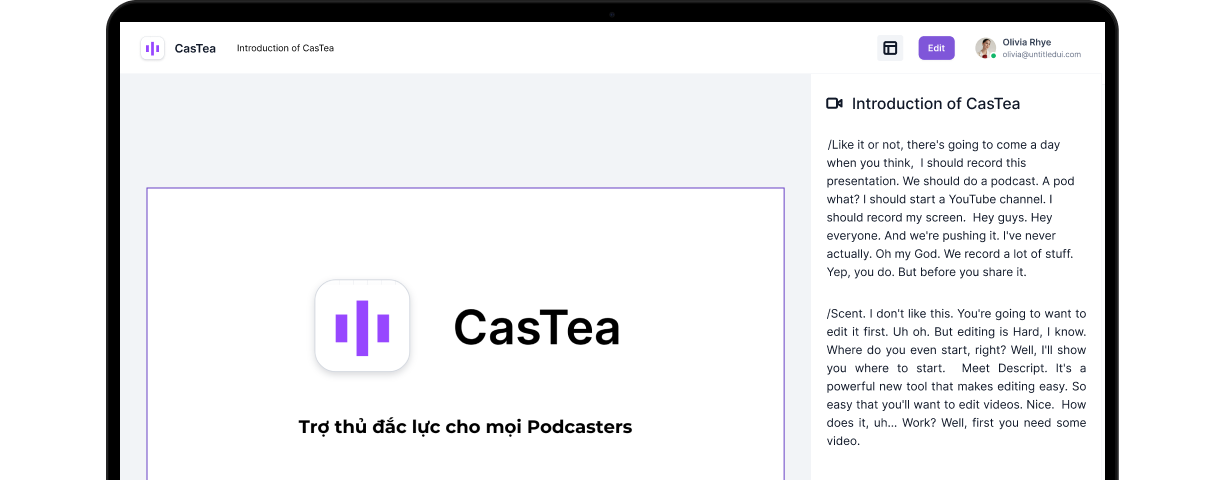 CasTea
Introduction of CasTea
Edit
Olivia Rhye
olivia@untitledui.com
CasTea
Trợ thủ đắc lực cho mọi Podcasters
Introduction of CasTea
/Like it or not, there's going to come a day
when you think,  I should record this
presentation. We should do a podcast. A pod
what? I should start a YouTube channel. I
should record my screen.  Hey guys. Hey
everyone. And we're pushing it. I've never
actually. Oh my God. We record a lot of stuff.
Yep, you do. But before you share it.
/Scent. I don't like this. You're going to want to
edit it first. Uh oh. But editing is Hard, I know.
Where do you even start, right? Well, I'll show
you where to start.  Meet Descript. It's a
powerful new tool that makes editing easy. So
easy that you'll want to edit videos. Nice.  How
does it, uh... Work? Well, first you need some
video.